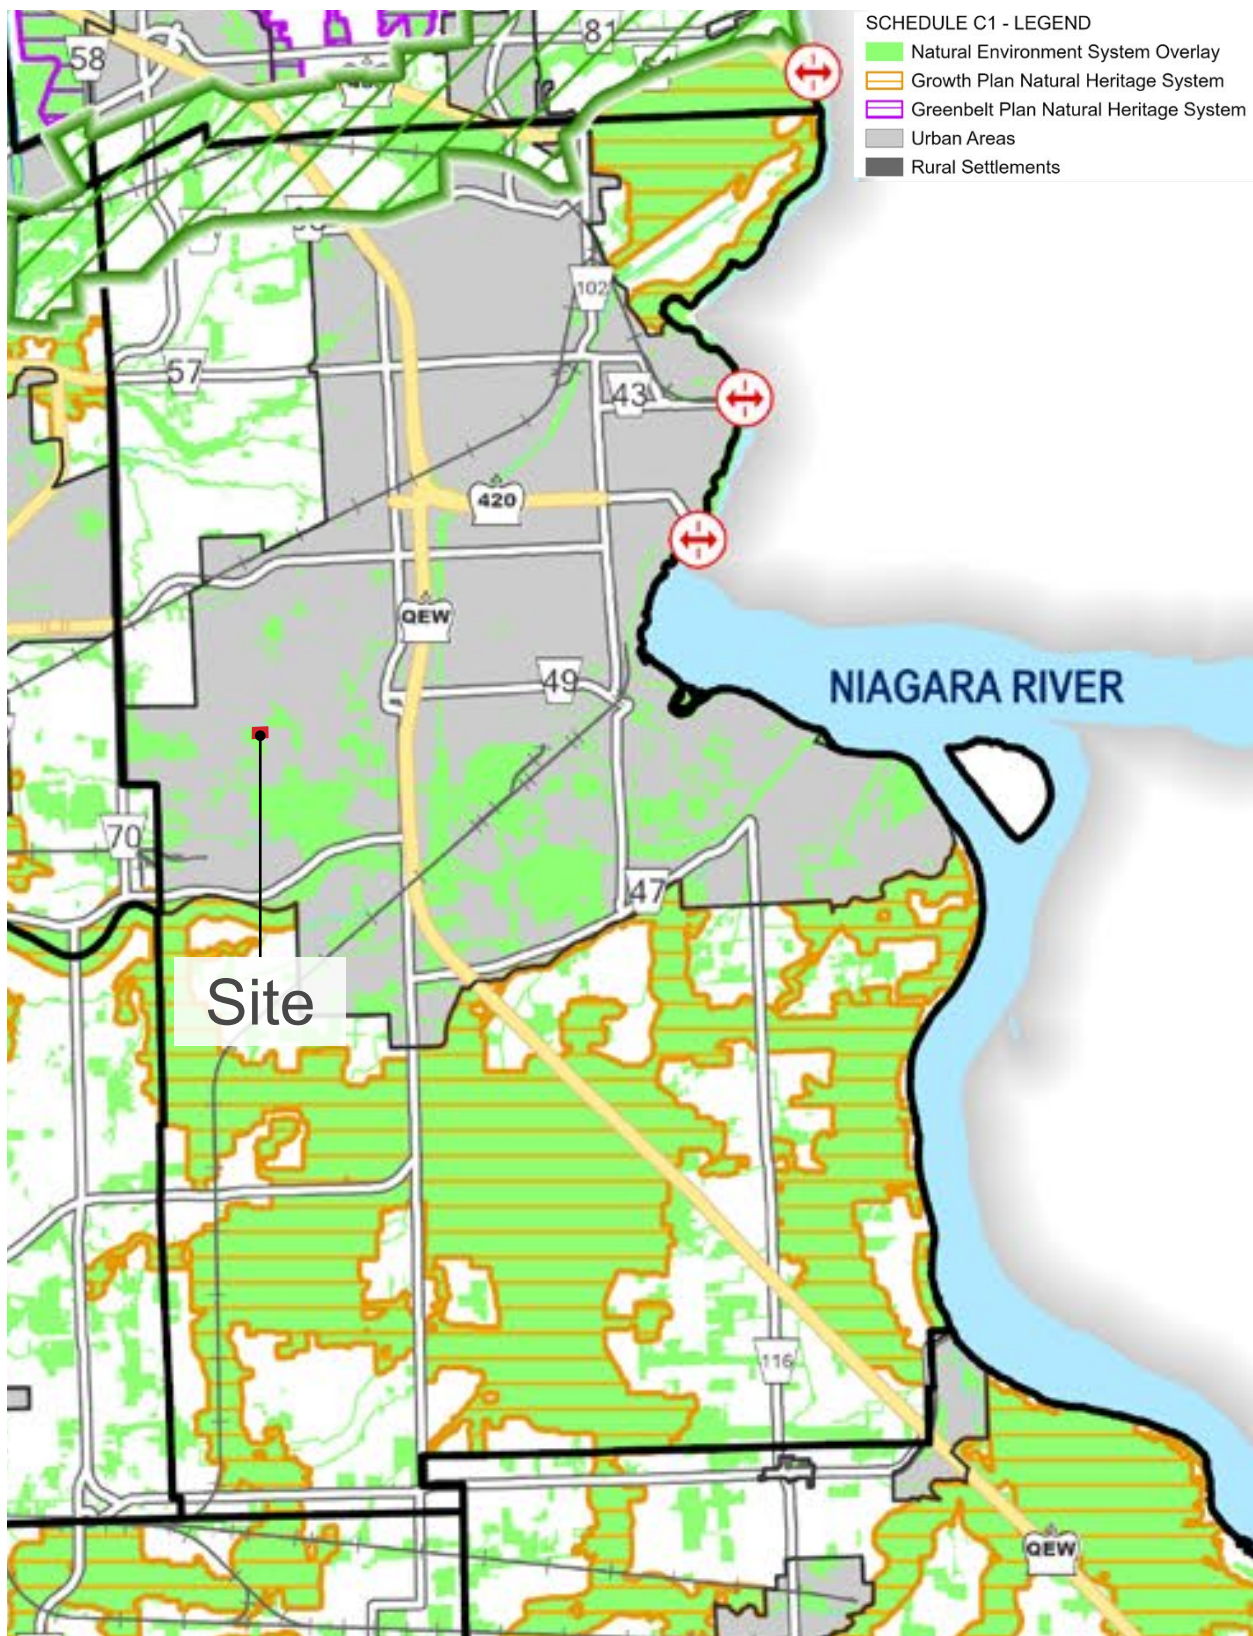 SCHEDULE C1 - LEGEND
Natural Environment System Overlay
Growth Plan Natural Heritage System
Greenbelt Plan Natural Heritage System
Urban Areas
Rural Settlements
81
58
102
57
43
420
QEW
49
NIAGARA RIVER
70
47
Site
116
QEW